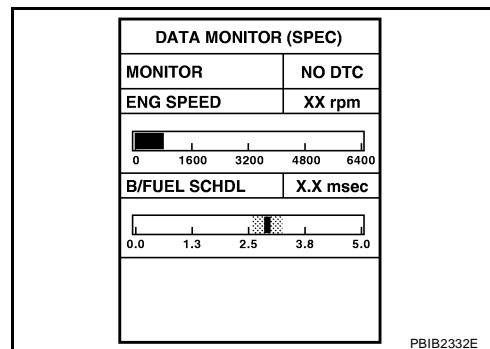 DATA MONITOR (SPEC)
MONITOR NO DTC
ENG SPEED XX rpm
0 1600 3200 4800 6400
B/FUEL SCHDL X.X msec
0.0 1.3 2.5 3.8 5.0
PBIB2332E